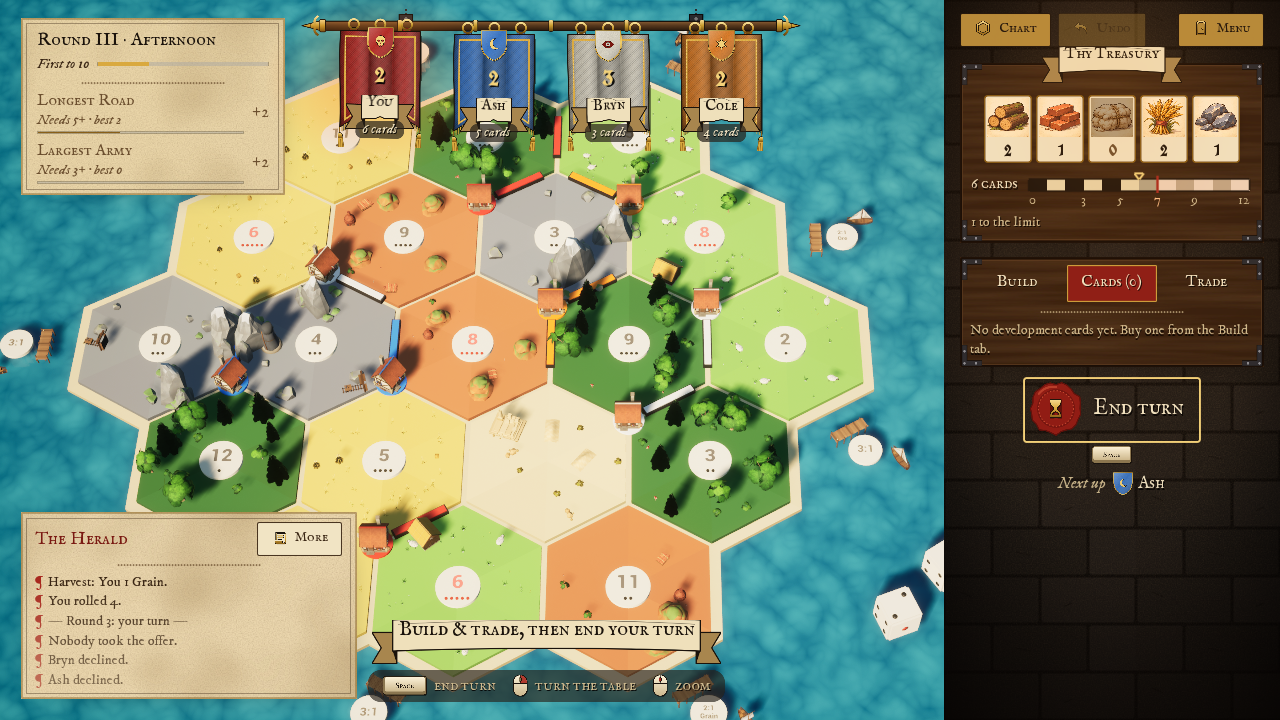 Round III · Afternoon
First to 10
Longest Road
Needs 5+ · best 2
+2
Largest Army
Needs 3+ · best 0
+2
2
You
6 cards
2
Ash
5 cards
3
Bryn
3 cards
2
Cole
4 cards
6
9
3
8
2:1
10
4
8
9
2
3:1
12
5
3
3:1
6
11
3:1
2:1
Grain
The Herald
More
Harvest: You 1 Grain.
You rolled 4.
— Round 3: your turn —
Nobody took the offer.
Bryn declined.
Ash declined.
Build & trade, then end your turn
Space
end turn
turn the table
zoom
Chart
Undo
Menu
Thy Treasury
2
1
0
2
1
6 cards
0
3
5
7
9
12
1 to the limit
Build
Cards (0)
Trade
No development cards yet. Buy one from the Build
tab.
End turn
Space
Next up
Ash